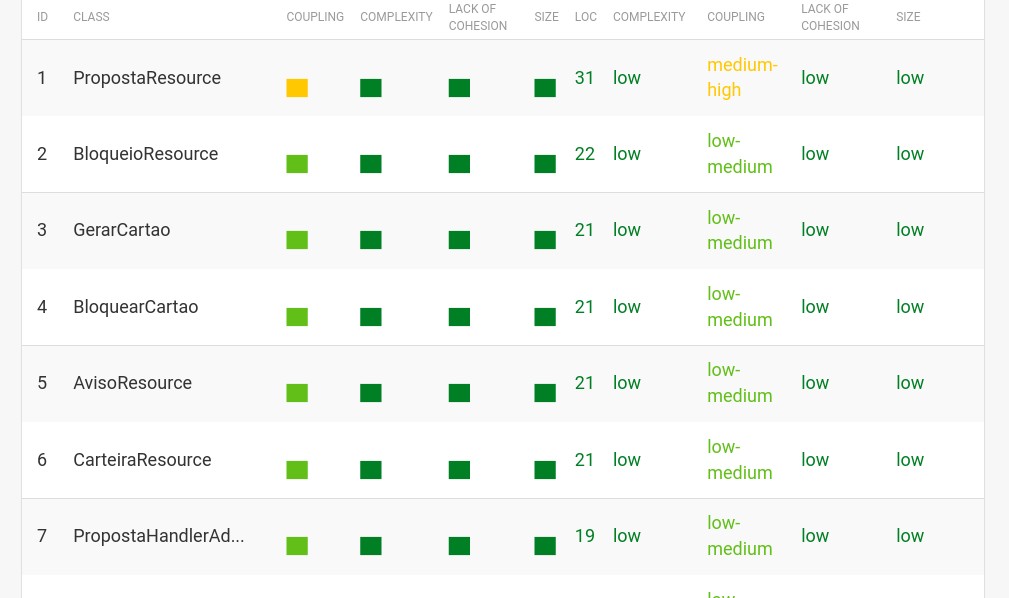 ID CLASS COUPLING COMPLEXITY LACK OF COHESION SIZE LOC COMPLEXITY COUPLING LACK OF COHESION SIZE
1 PropostaResource 31 low medium-high low low
2 BloqueioResource 22 low low-medium low low
3 GerarCartao 21 low low-medium low low
4 BloquearCartao 21 low low-medium low low
5 AvisoResource 21 low low-medium low low
6 CarteiraResource 21 low low-medium low low
7 PropostaHandlerAd... 19 low low-medium low low